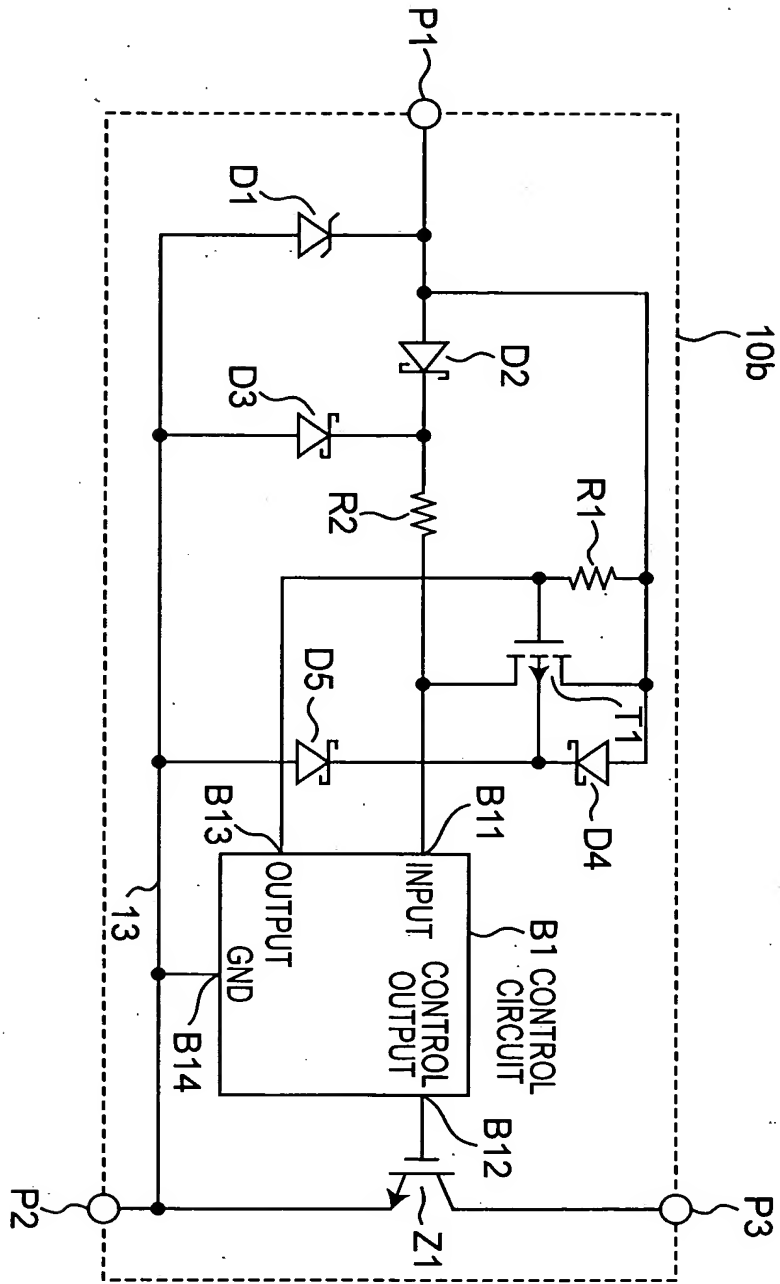 10b
P1
P3
D1
D2
D3
R2
R1
T1
D4
D5
B11
B13
INPUT
OUTPUT
GND
CONTROL
OUTPUT
B1 CONTROL
CIRCUIT
B12
B14
13
Z1
P2